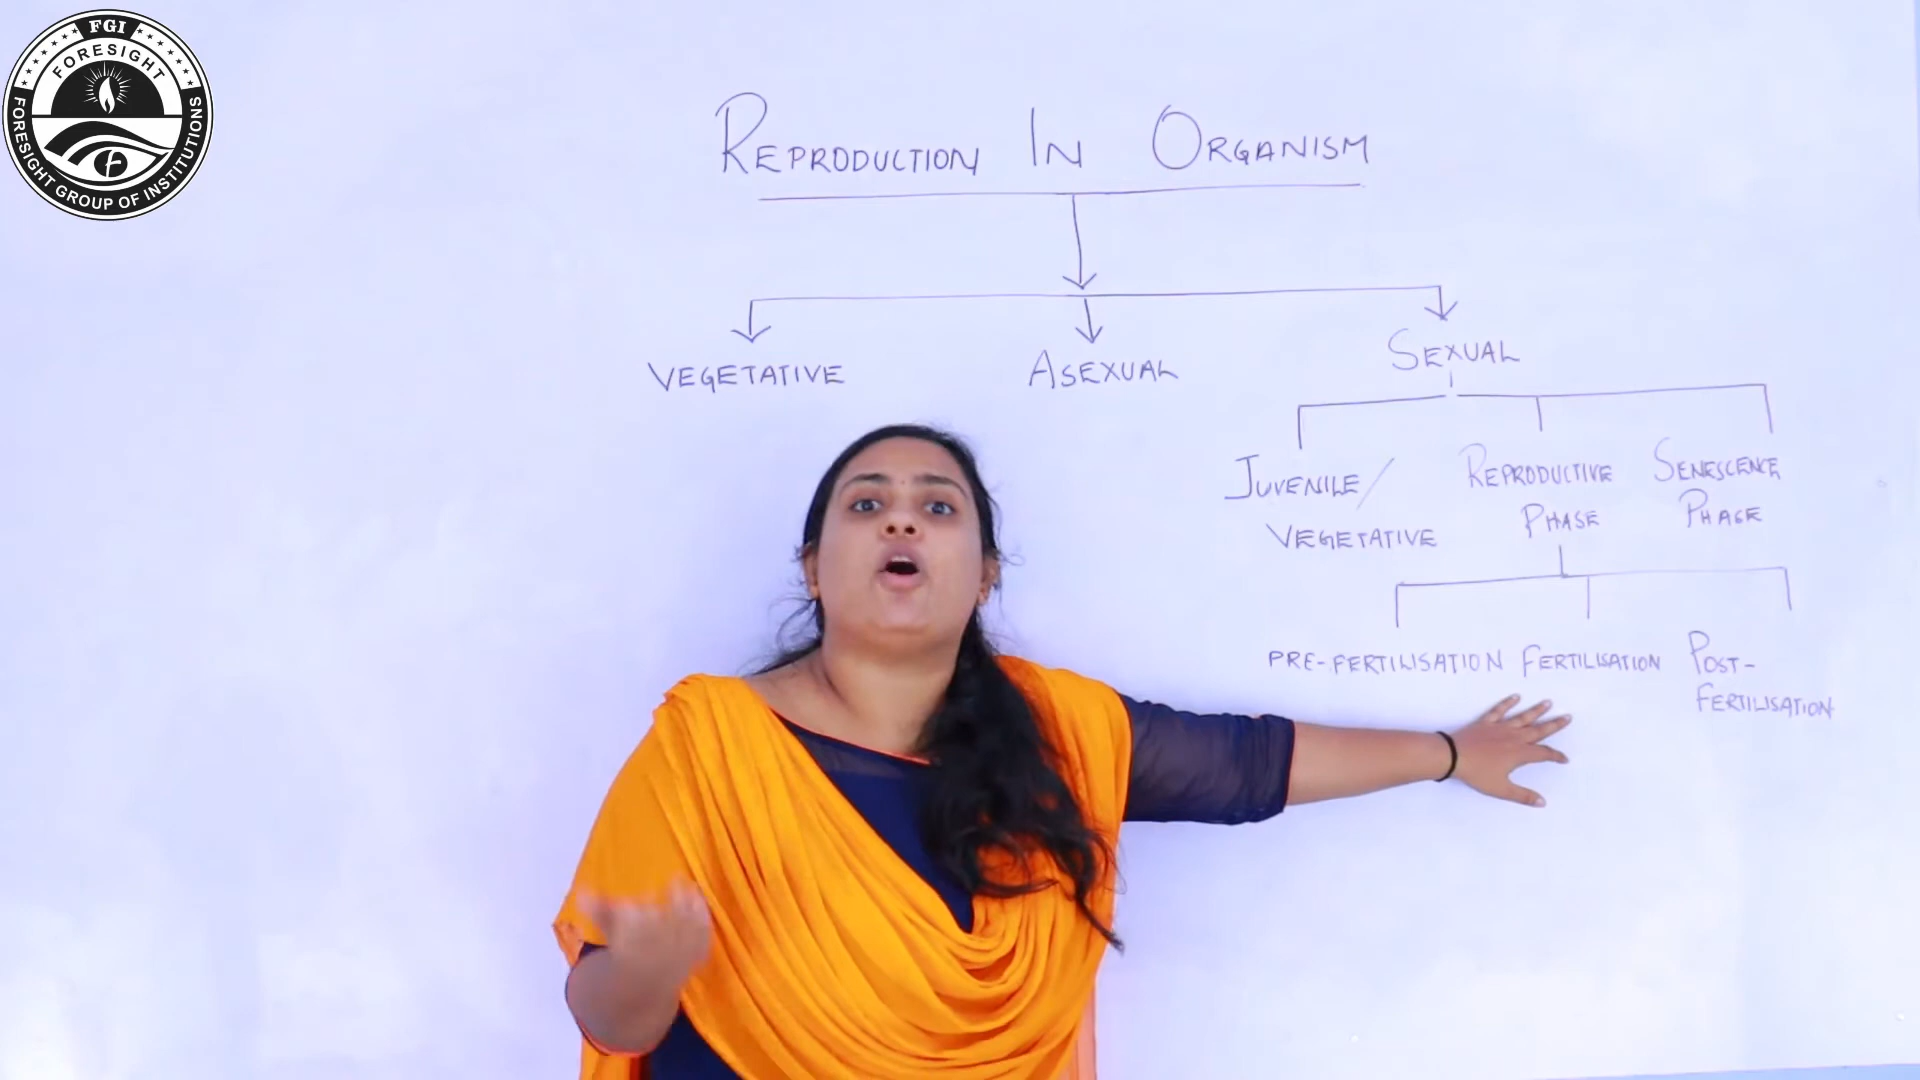 FGI
FORESIGHT
FORESIGHT GROUP OF INSTITUTIONS
REPRODUCTION IN ORGANISM
VEGETATIVE ASEXUAL SEXUAL
JUVENILE/ REPRODUCTIVE SENESCENCE
VEGETATIVE PHASE PHASE
PRE-FERTILISATION FERTILISATION POST-
FERTILISATION